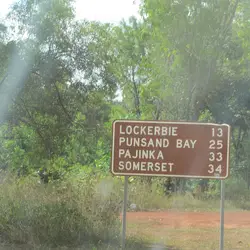 LOCKERBIE 13
PUNSAND BAY 25
PAJINKA 33
SOMERSET 34